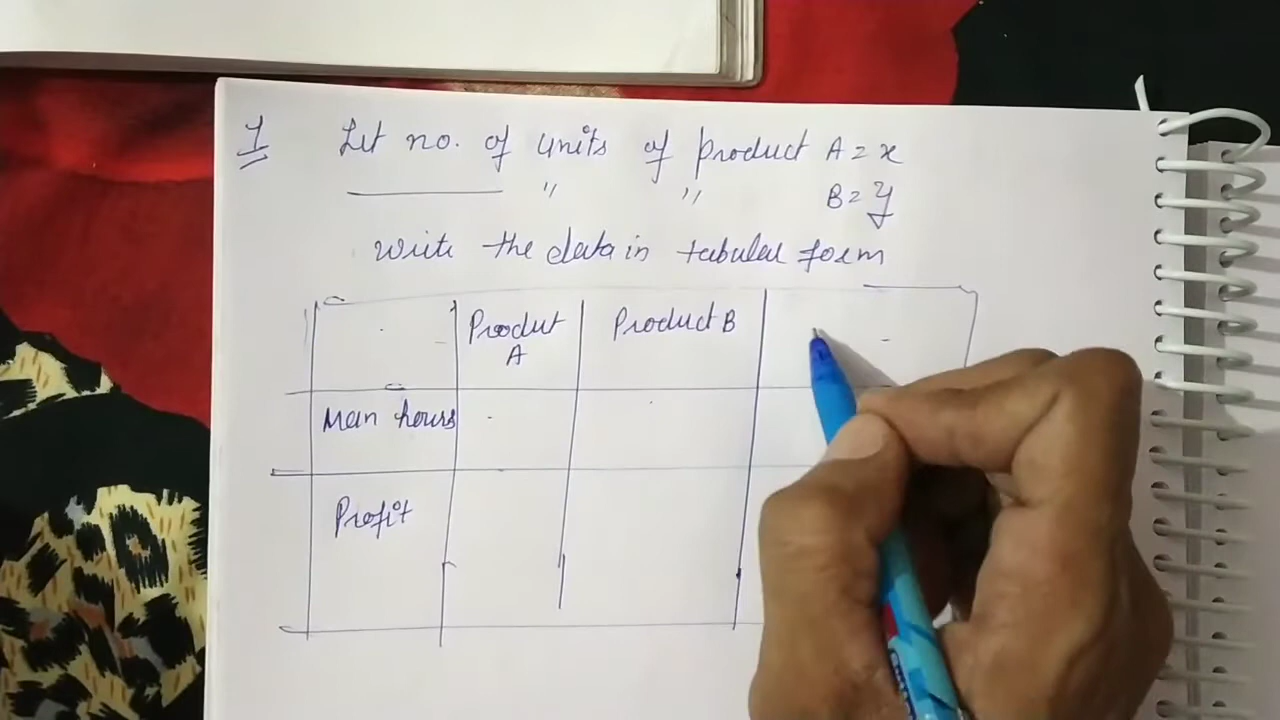 1 Let no. of units of product A = x
" " B = y
write the data in tabular form
Product A
Product B
Man hours
Profit